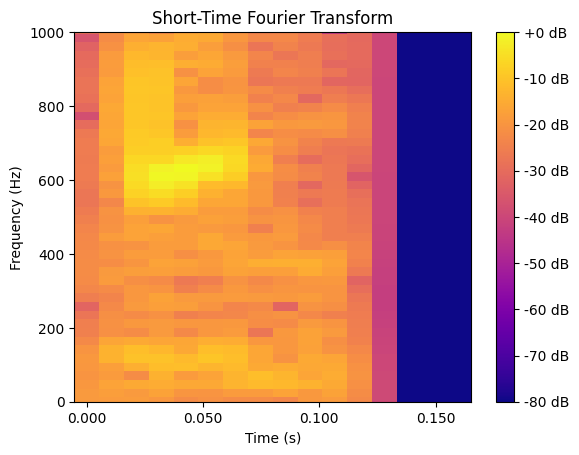 Short-Time Fourier Transform
1000
800
600
400
200
0
Frequency (Hz)
0.000
0.050
0.100
0.150
Time (s)
+0 dB
-10 dB
-20 dB
-30 dB
-40 dB
-50 dB
-60 dB
-70 dB
-80 dB